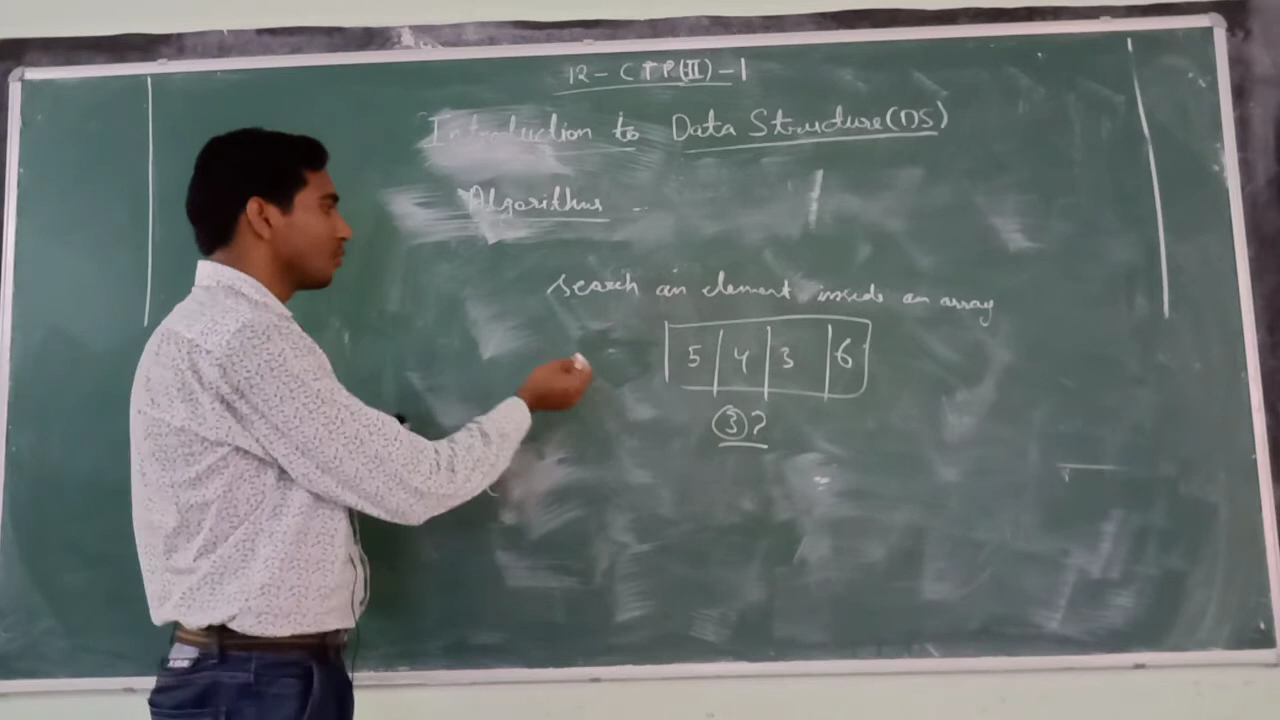 12 - CTP(II) - 1
Introduction to Data Structure (DS)
Algorithms -
search an element inside an array
5 4 3 6
3?